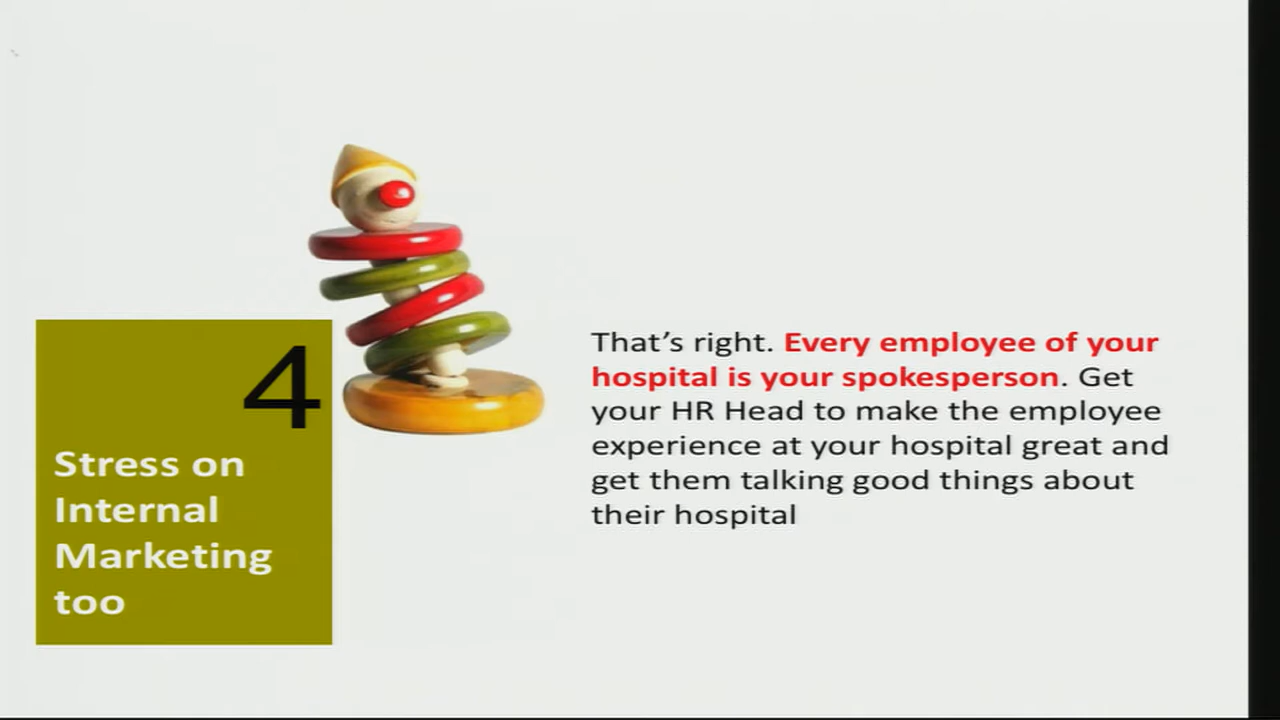 4
Stress on
Internal
Marketing
too
That's right. Every employee of your
hospital is your spokesperson. Get
your HR Head to make the employee
experience at your hospital great and
get them talking good things about
their hospital